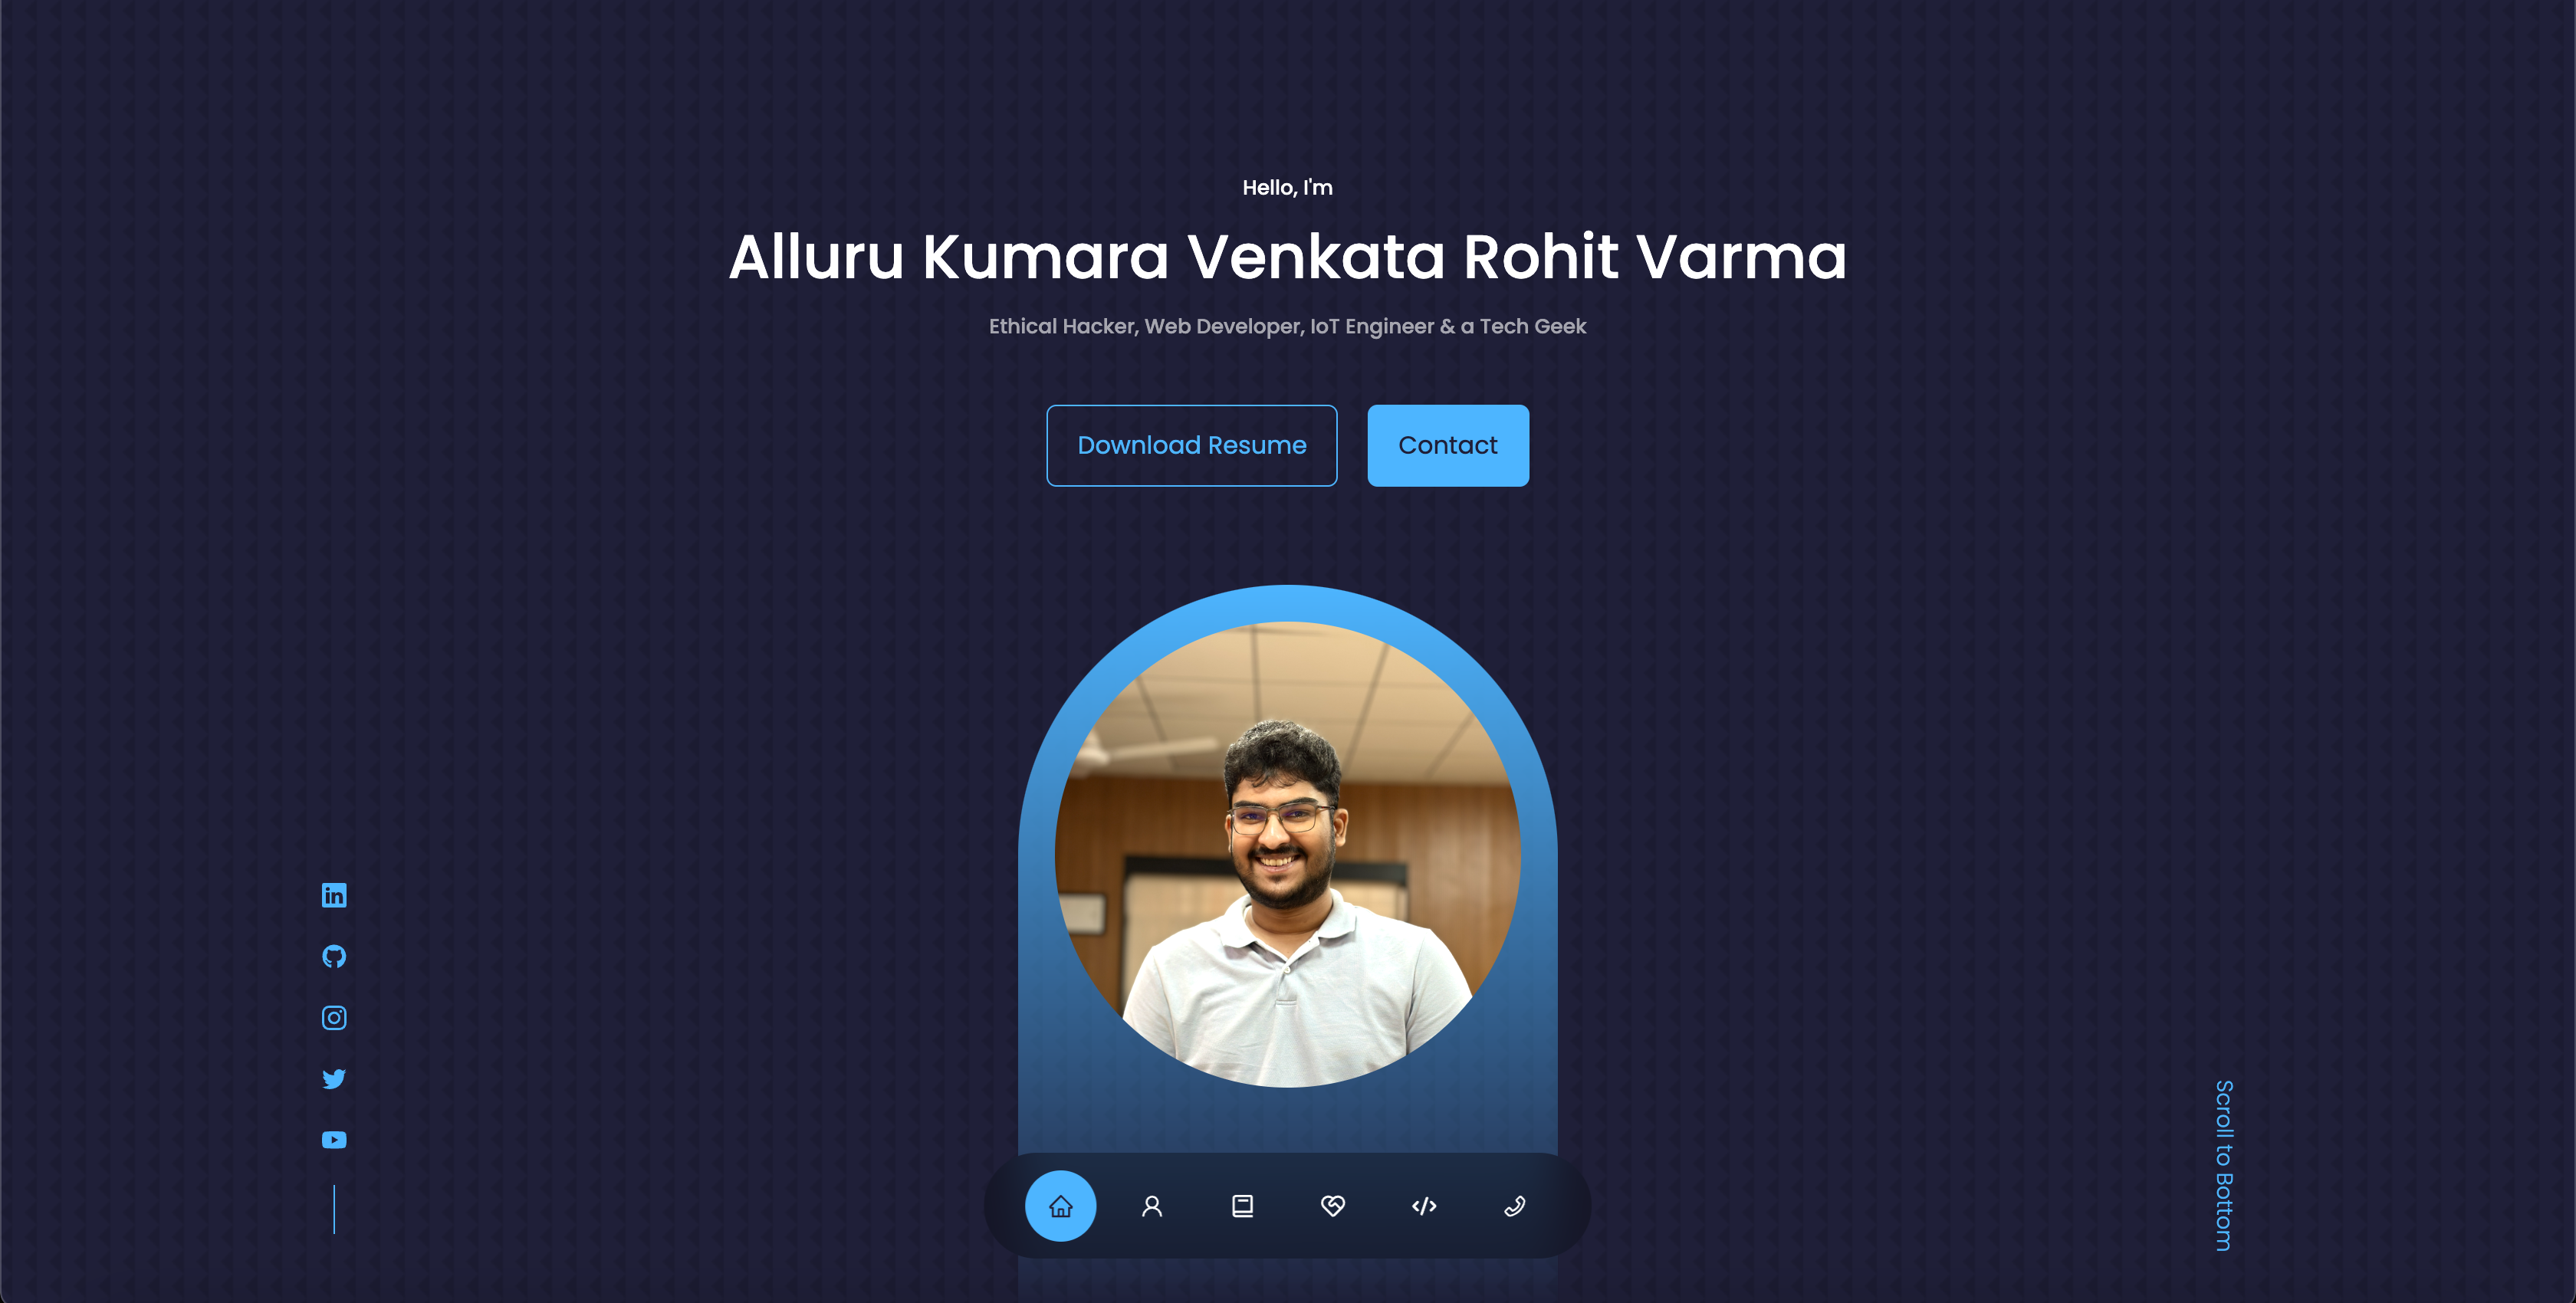 Hello, I'm
Alluru Kumara Venkata Rohit Varma
Ethical Hacker, Web Developer, IoT Engineer & a Tech Geek
Download Resume
Contact
Scroll to Bottom